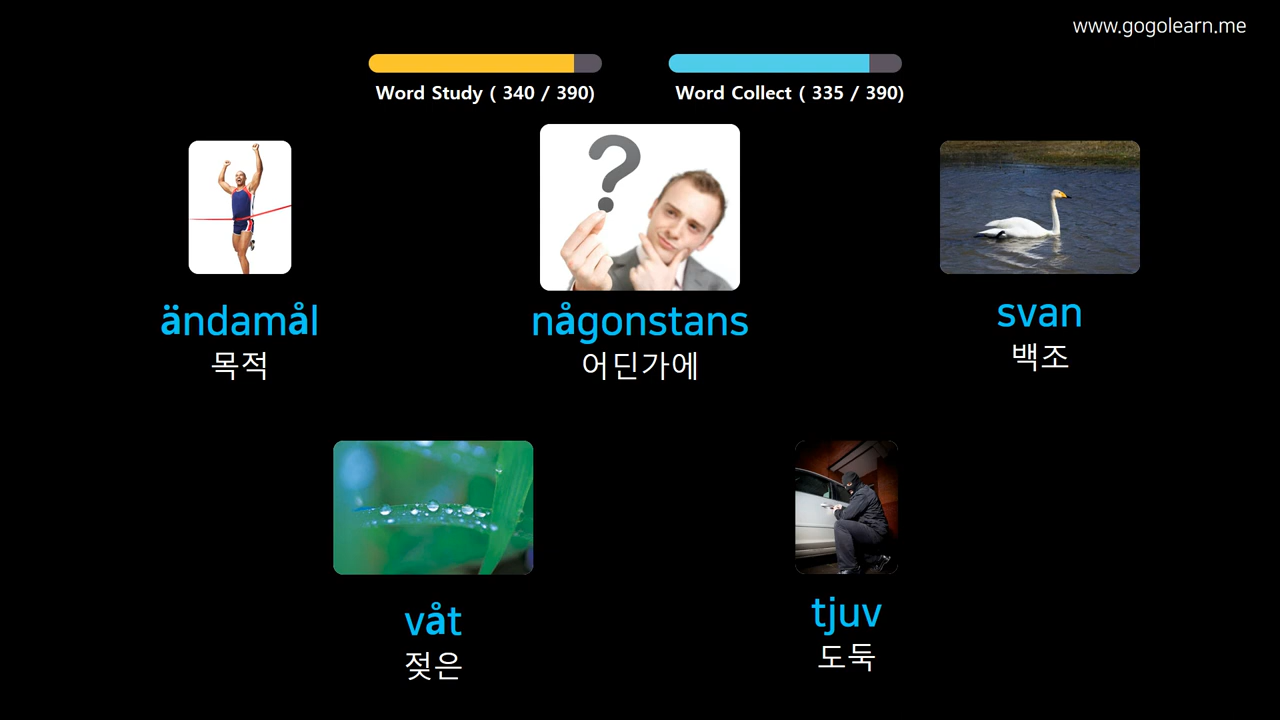 www.gogolearn.me
Word Study ( 340 / 390)
Word Collect ( 335 / 390)
?
ändamål
목적
någonstans
어딘가에
svan
백조
våt
젖은
tjuv
도둑